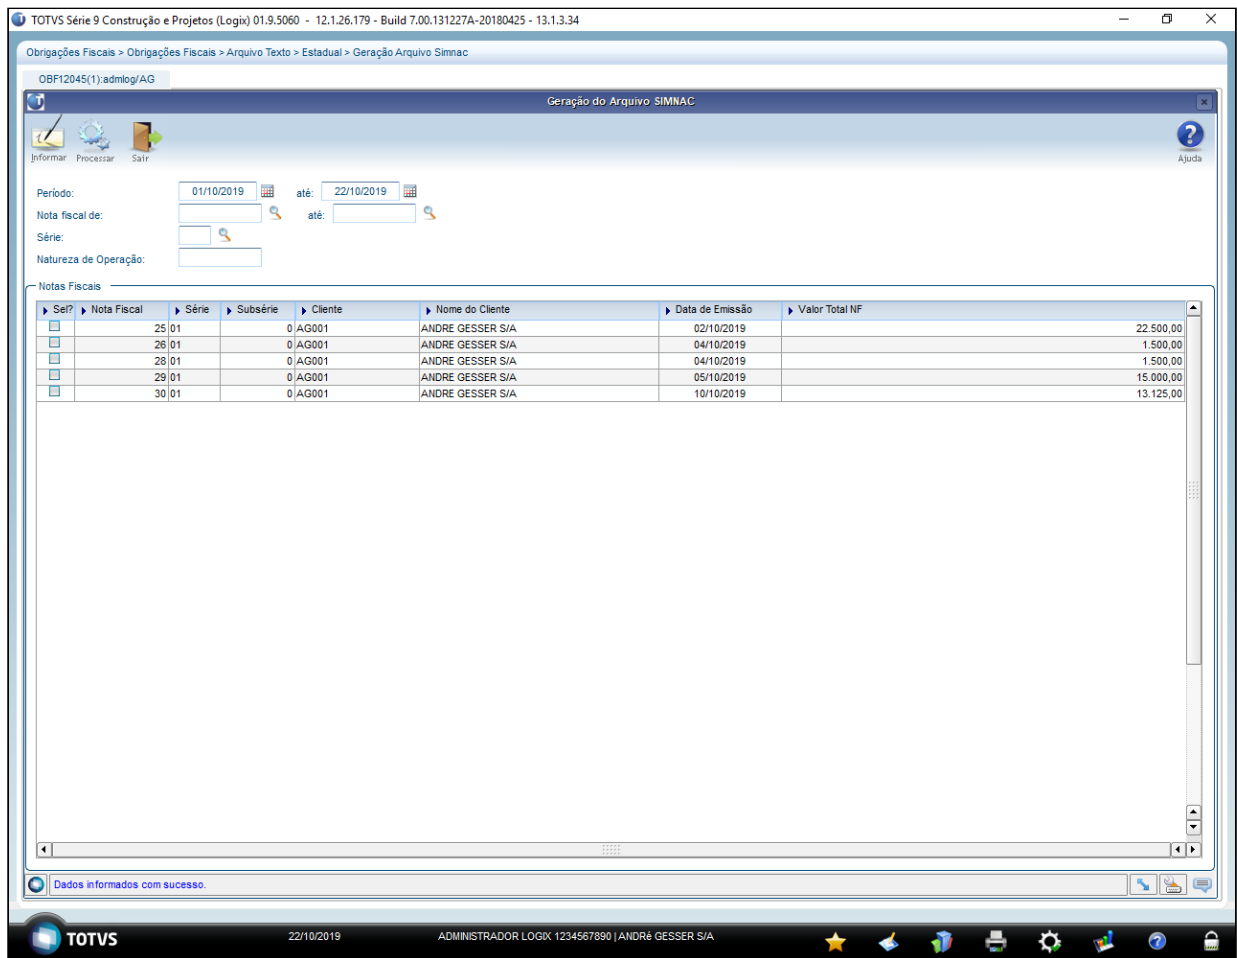 TOTVS Série 9 Construção e Projetos (Logix) 01.9.5060 - 12.1.26.179 - Build 7.00.131227A-20180425 - 13.1.3.34
Obrigações Fiscais > Obrigações Fiscais > Arquivo Texto > Estadual > Geração Arquivo Simnac
OBF12045(1):admlog/AG
Geração do Arquivo SIMNAC
Informar Processar Sair Ajuda
Período: 01/10/2019 até: 22/10/2019
Nota fiscal de: até:
Série:
Natureza de Operação:
Notas Fiscais
Sel? Nota Fiscal Série Subsérie Cliente Nome do Cliente Data de Emissão Valor Total NF
25 01 0 AG001 ANDRE GESSER S/A 02/10/2019 22.500,00
26 01 0 AG001 ANDRE GESSER S/A 04/10/2019 1.500,00
28 01 0 AG001 ANDRE GESSER S/A 04/10/2019 1.500,00
29 01 0 AG001 ANDRE GESSER S/A 05/10/2019 15.000,00
30 01 0 AG001 ANDRE GESSER S/A 10/10/2019 13.125,00
Dados informados com sucesso.
TOTVS 22/10/2019 ADMINISTRADOR LOGIX 1234567890 | ANDRé GESSER S/A